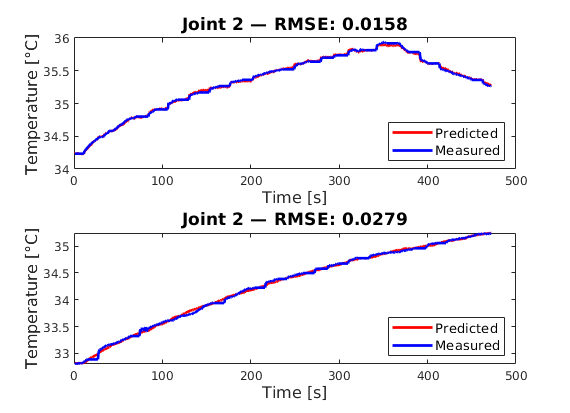 Joint 2 — RMSE: 0.0158
36
35.5
35
34.5
34
Temperature [°C]
Predicted
Measured
0 100 200 300 400 500
Time [s]
Joint 2 — RMSE: 0.0279
35
34.5
34
33.5
33
Temperature [°C]
Predicted
Measured
0 100 200 300 400 500
Time [s]